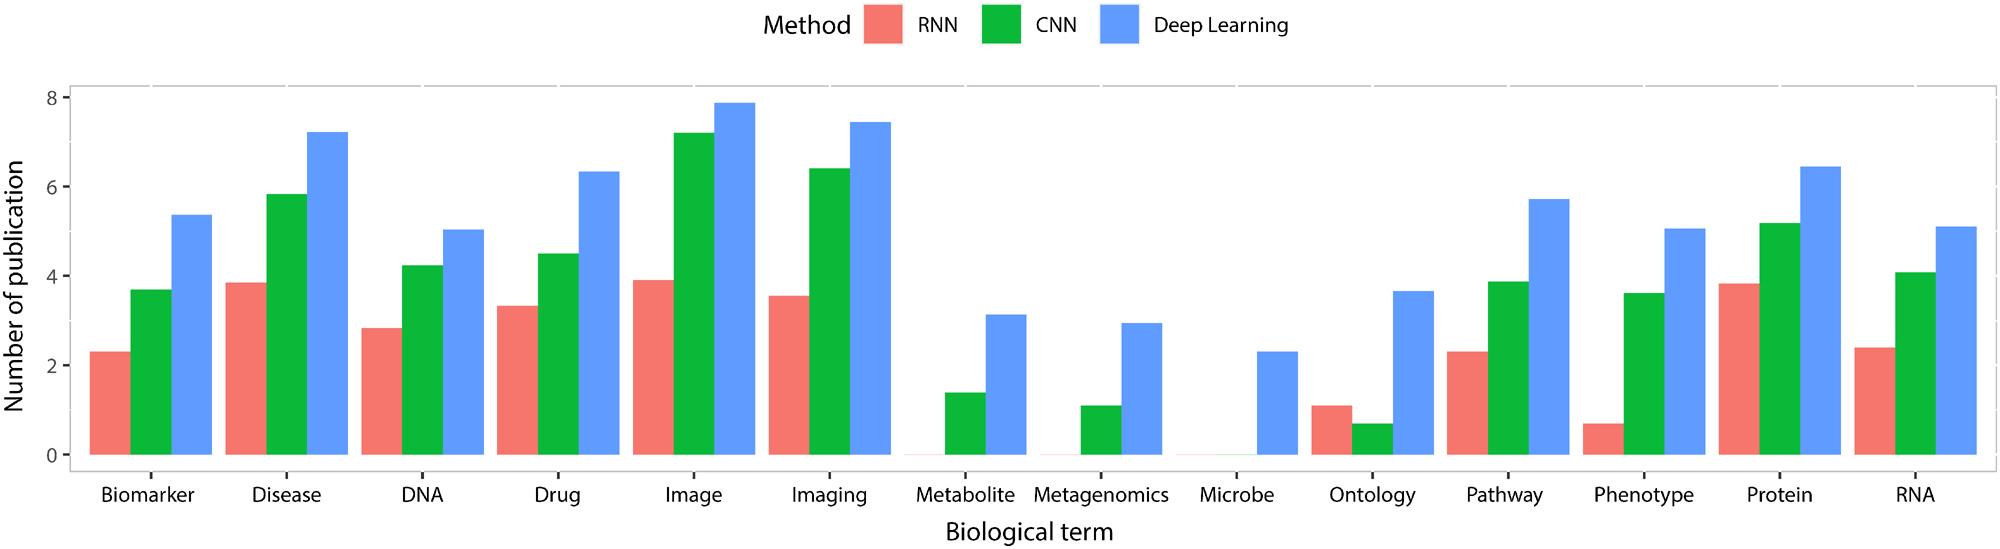 Method RNN CNN Deep Learning
Number of publication
8
6
4
2
0
Biomarker Disease DNA Drug Image Imaging Metabolite Metagenomics Microbe Ontology Pathway Phenotype Protein RNA
Biological term